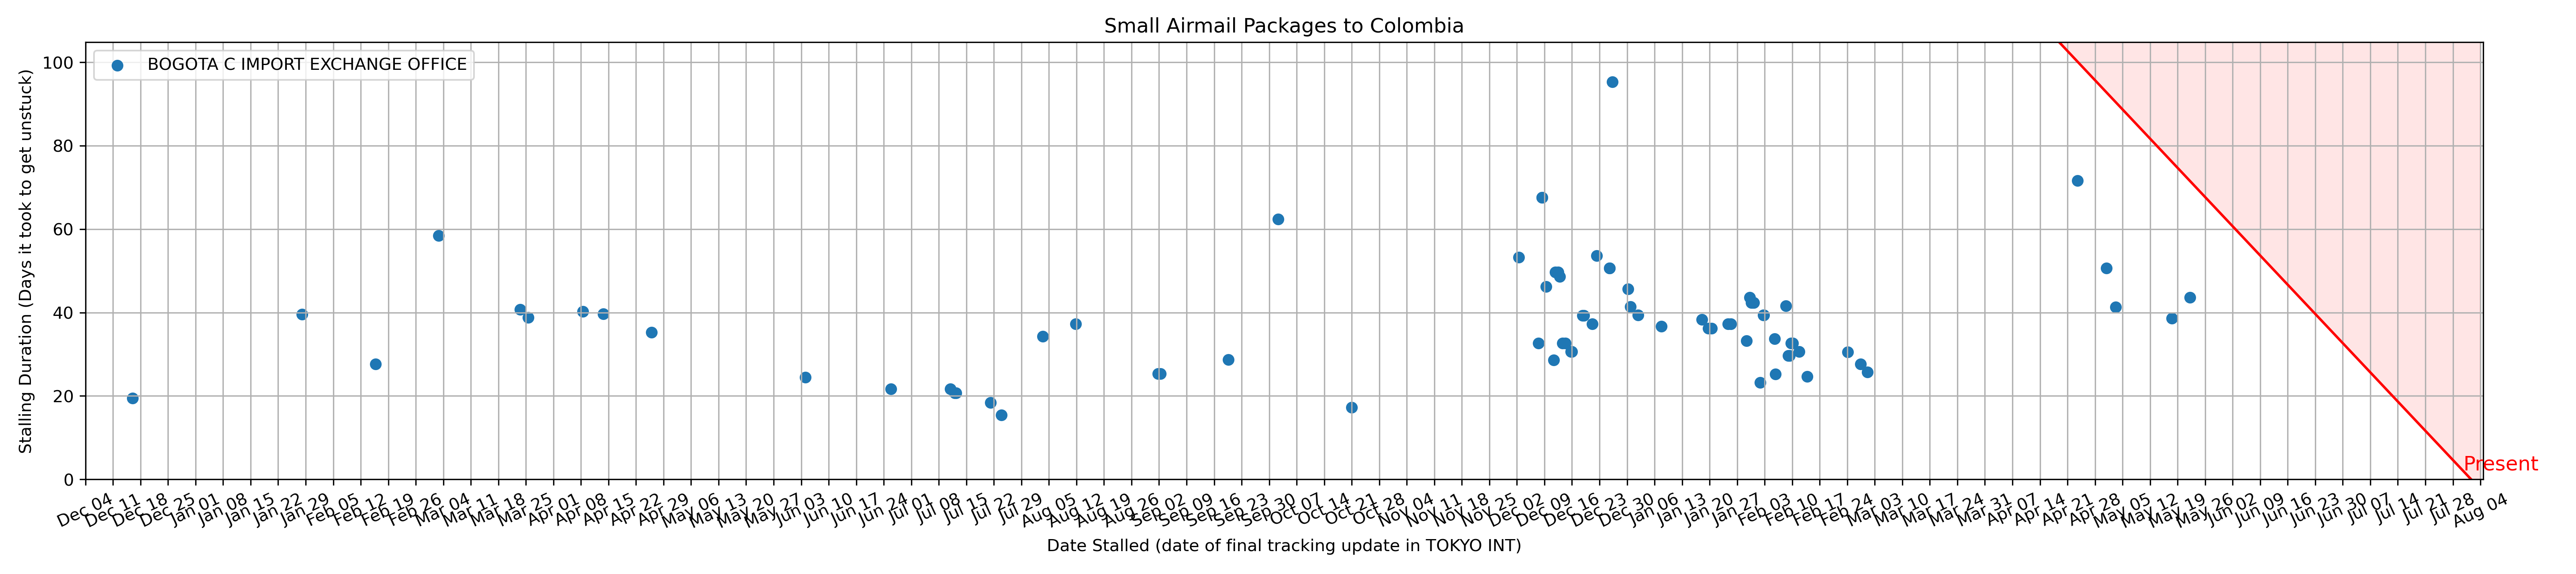 Small Airmail Packages to Colombia
BOGOTA C IMPORT EXCHANGE OFFICE
Stalling Duration (Days it took to get unstuck)
100
80
60
40
20
0
Present
Dec 04
Dec 11
Dec 18
Dec 25
Jan 01
Jan 08
Jan 15
Jan 22
Jan 29
Feb 05
Feb 12
Feb 19
Feb 26
Mar 04
Mar 11
Mar 18
Mar 25
Apr 01
Apr 08
Apr 15
Apr 22
Apr 29
May 06
May 13
May 20
May 27
Jun 03
Jun 10
Jun 17
Jun 24
Jul 01
Jul 08
Jul 15
Jul 22
Jul 29
Aug 05
Aug 12
Aug 19
Aug 26
Sep 02
Sep 09
Sep 16
Sep 23
Sep 30
Oct 07
Oct 14
Oct 21
Oct 28
Nov 04
Nov 11
Nov 18
Nov 25
Dec 02
Dec 09
Dec 16
Dec 23
Dec 30
Jan 06
Jan 13
Jan 20
Jan 27
Feb 03
Feb 10
Feb 17
Feb 24
Mar 03
Mar 10
Mar 17
Mar 24
Mar 31
Apr 07
Apr 14
Apr 21
Apr 28
May 05
May 12
May 19
May 26
Jun 02
Jun 09
Jun 16
Jun 23
Jun 30
Jul 07
Jul 14
Jul 21
Jul 28
Aug 04
Date Stalled (date of final tracking update in TOKYO INT)